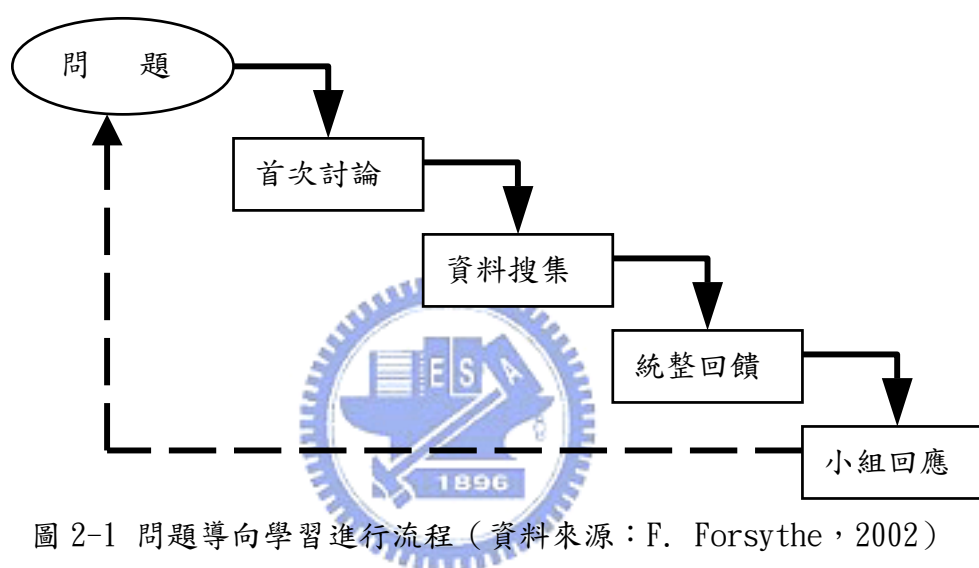 問 題
首次討論
資料搜集
統整回饋
小組回應
ESA
1896
圖 2-1 問題導向學習進行流程（資料來源：F. Forsythe，2002）